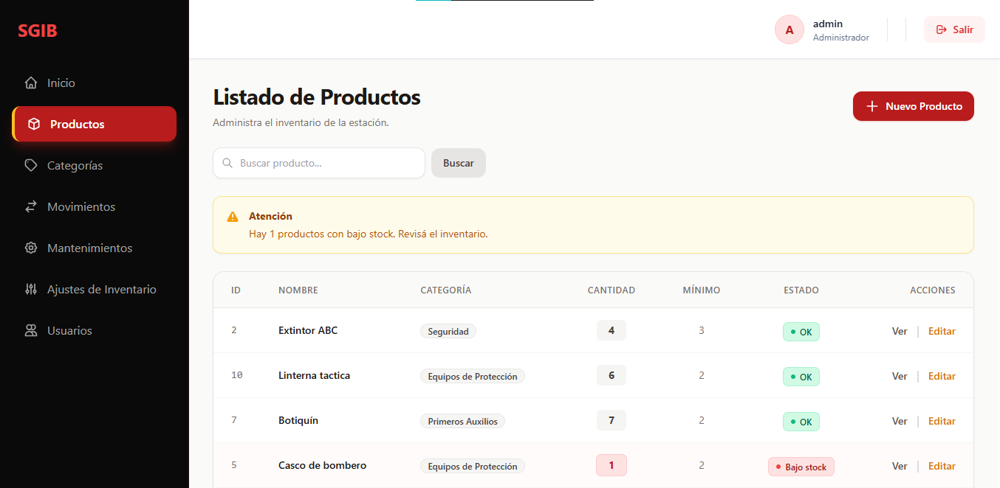 SGIB
Inicio
Productos
Categorías
Movimientos
Mantenimientos
Ajustes de Inventario
Usuarios
A
admin
Administrador
Salir
Listado de Productos
Administra el inventario de la estación.
Nuevo Producto
Buscar producto...
Buscar
Atención
Hay 1 productos con bajo stock. Revisá el inventario.
ID NOMBRE CATEGORÍA CANTIDAD MÍNIMO ESTADO ACCIONES
2 Extintor ABC Seguridad 4 3 OK Ver Editar
10 Linterna tactica Equipos de Protección 6 2 OK Ver Editar
7 Botiquín Primeros Auxilios 7 2 OK Ver Editar
5 Casco de bombero Equipos de Protección 1 2 Bajo stock Ver Editar